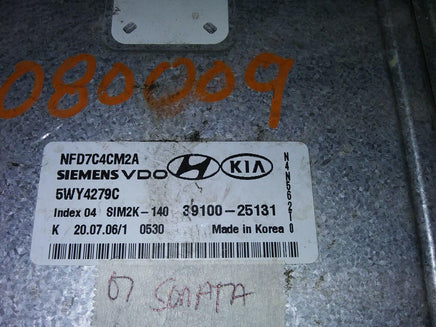 080009
NFD7C4CM2A
SIEMENS VDO KIA
5WY4279C
Index 04 SIM2K-140 39100-25131
K 20.07.06/1 0530 Made in Korea
N4N56210
07 SONATA